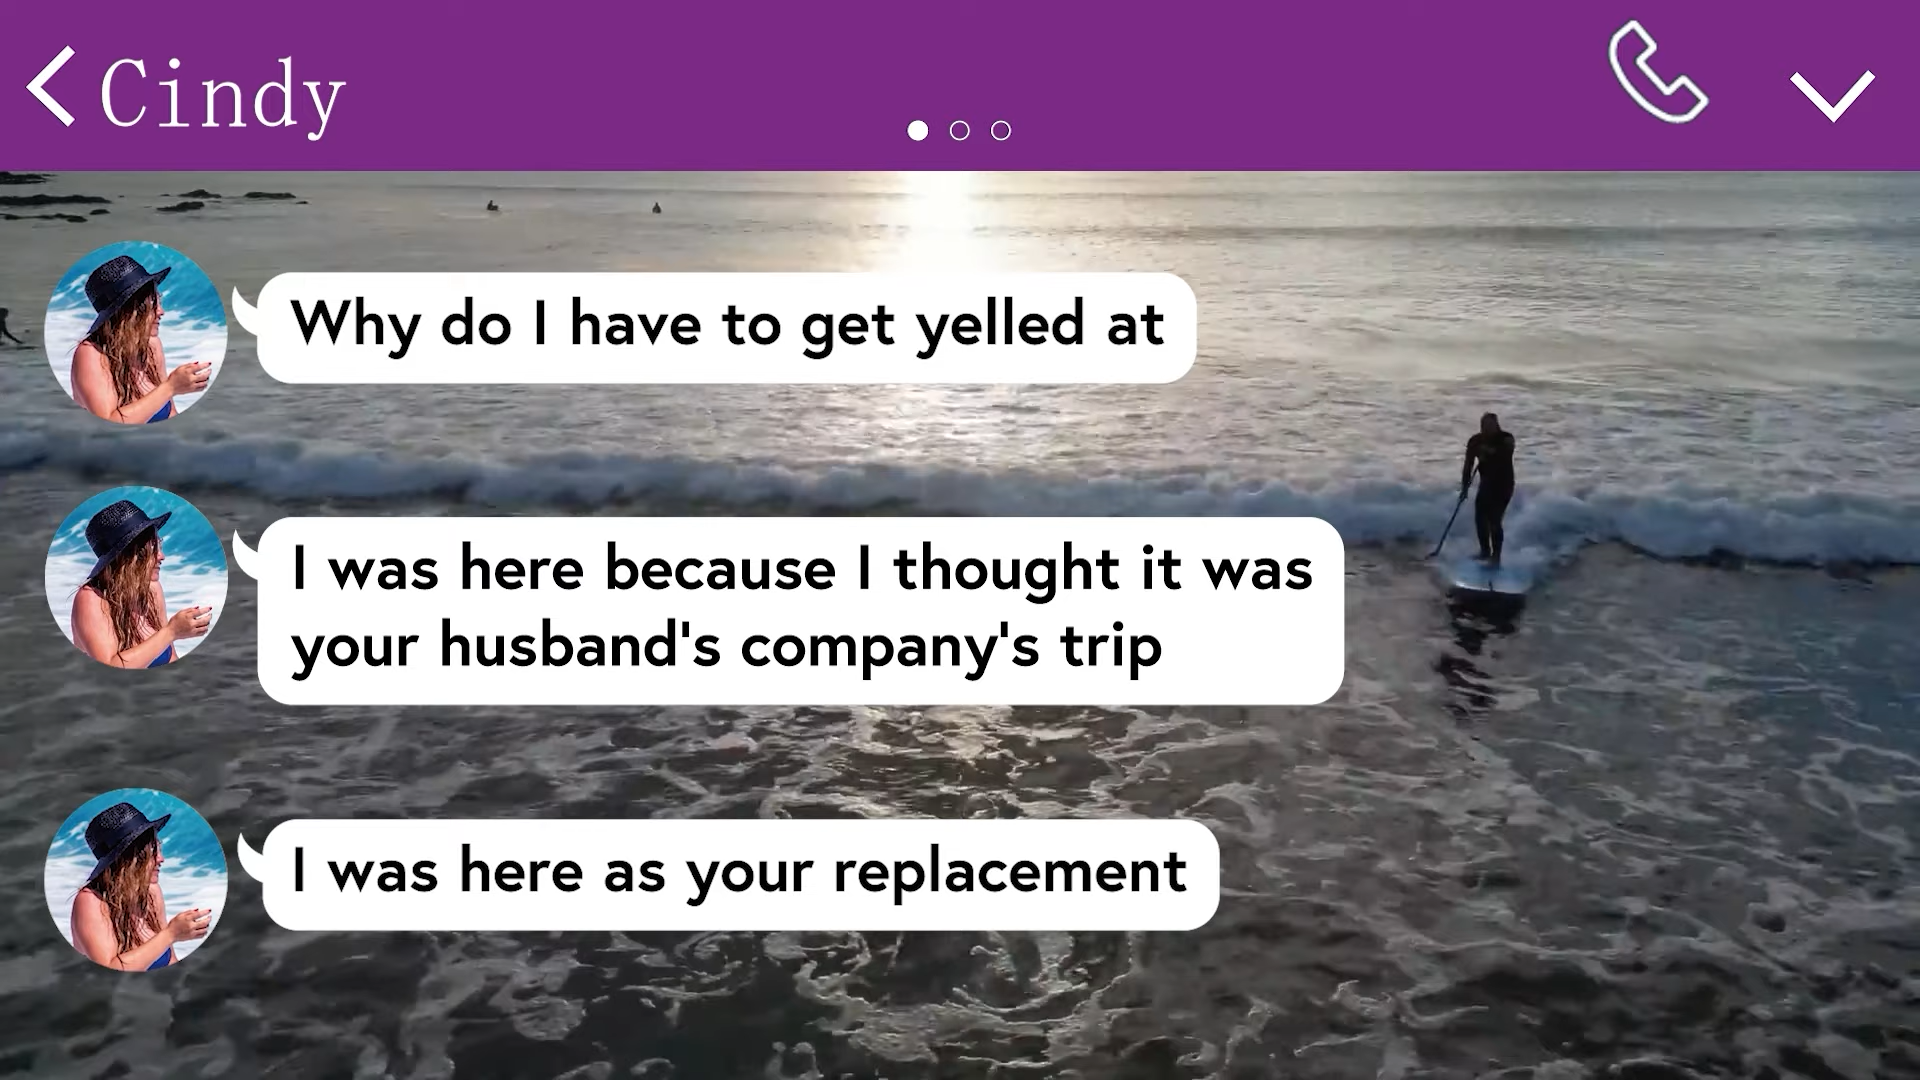 Cindy
Why do I have to get yelled at
I was here because I thought it was
your husband's company's trip
I was here as your replacement